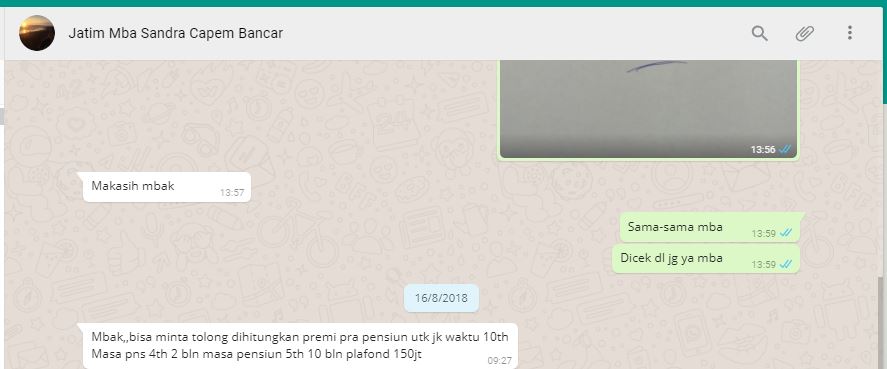 Jatim Mba Sandra Capem Bancar
13:56
Makasih mbak
13:57
Sama-sama mba
13:59
Dicek dl jg ya mba
13:59
16/8/2018
Mbak,,bisa minta tolong dihitungkan premi pra pensiun utk jk waktu 10th
Masa pns 4th 2 bln masa pensiun 5th 10 bln plafond 150jt
09:27